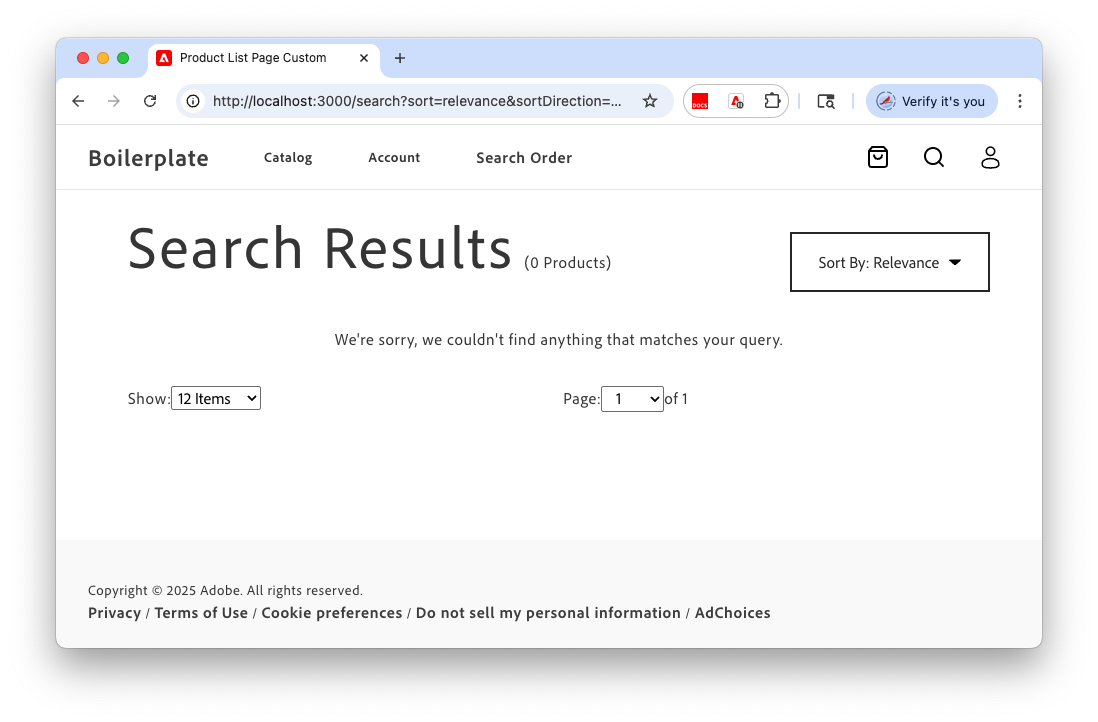 Product List Page Custom
http://localhost:3000/search?sort=relevance&sortDirection=...
DOCS
Verify it's you
Boilerplate
Catalog
Account
Search Order
Search Results (0 Products)
Sort By: Relevance
We're sorry, we couldn't find anything that matches your query.
Show: 12 Items
Page: 1 of 1
Copyright © 2025 Adobe. All rights reserved.
Privacy / Terms of Use / Cookie preferences / Do not sell my personal information / AdChoices